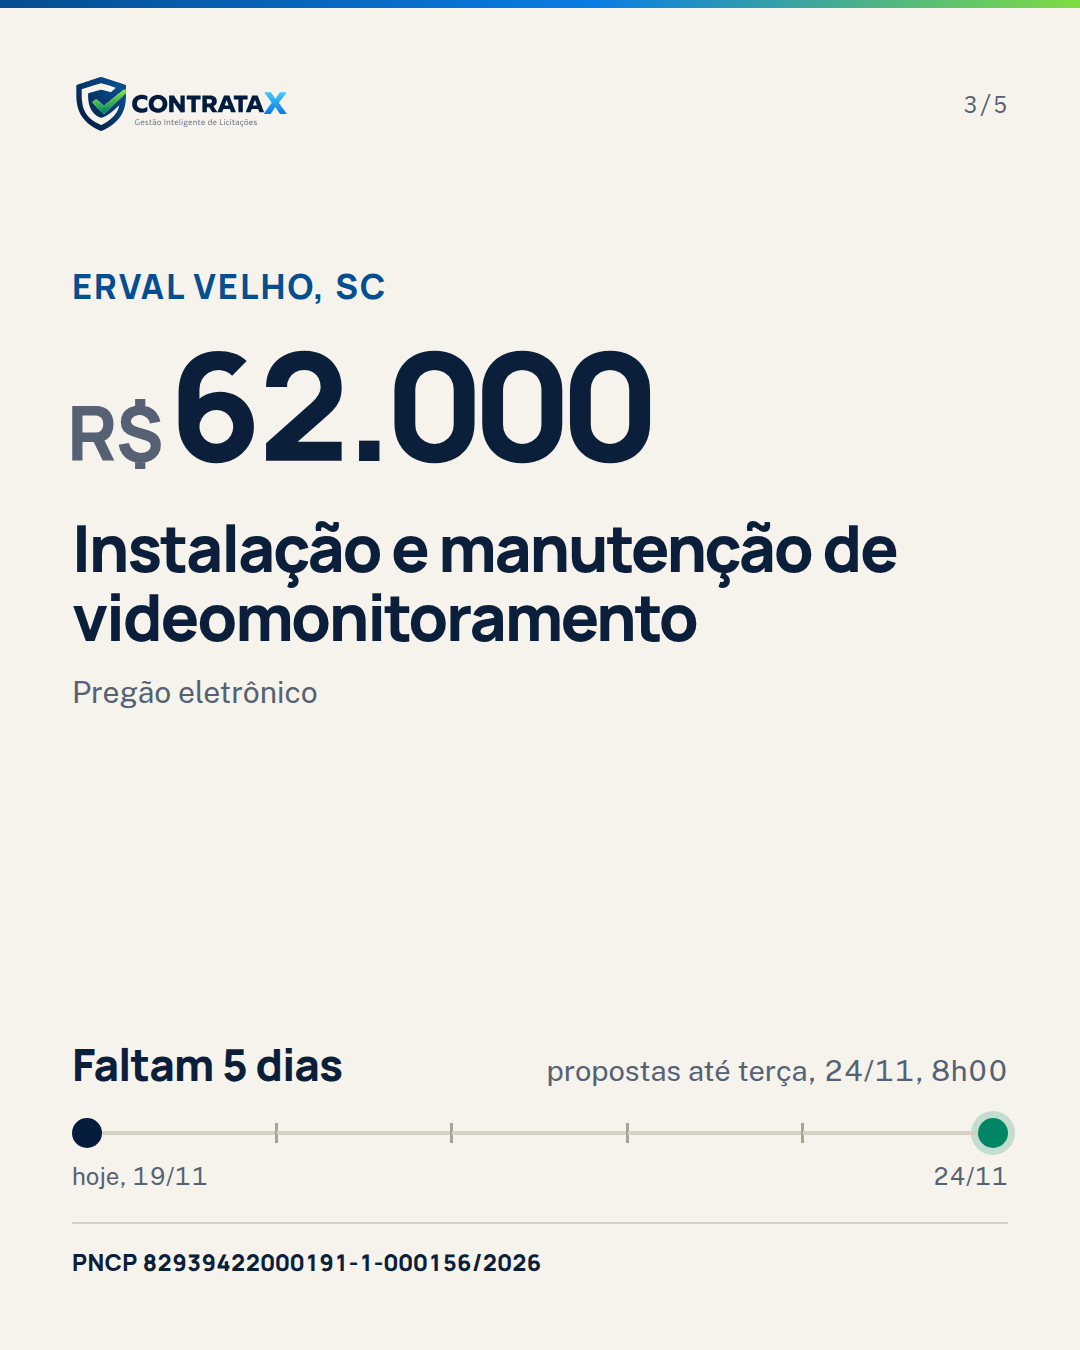 CONTRATAX
Gestão Inteligente de Licitações
3/5
ERVAL VELHO, SC
R$ 62.000
Instalação e manutenção de
videomonitoramento
Pregão eletrônico
Faltam 5 dias
propostas até terça, 24/11, 8h00
hoje, 19/11
24/11
PNCP 82939422000191-1-000156/2026